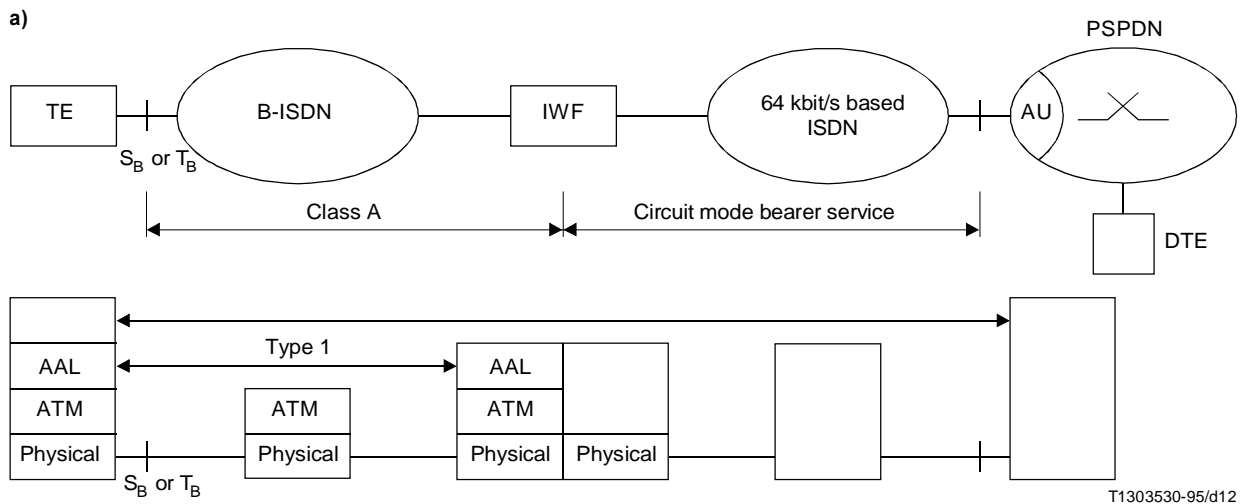 a)
PSPDN
TE
B-ISDN
IWF
64 kbit/s based
ISDN
AU
S_B or T_B
Class A
Circuit mode bearer service
DTE
Type 1
AAL
AAL
ATM
ATM
ATM
Physical
Physical
Physical
Physical
S_B or T_B
T1303530-95/d12